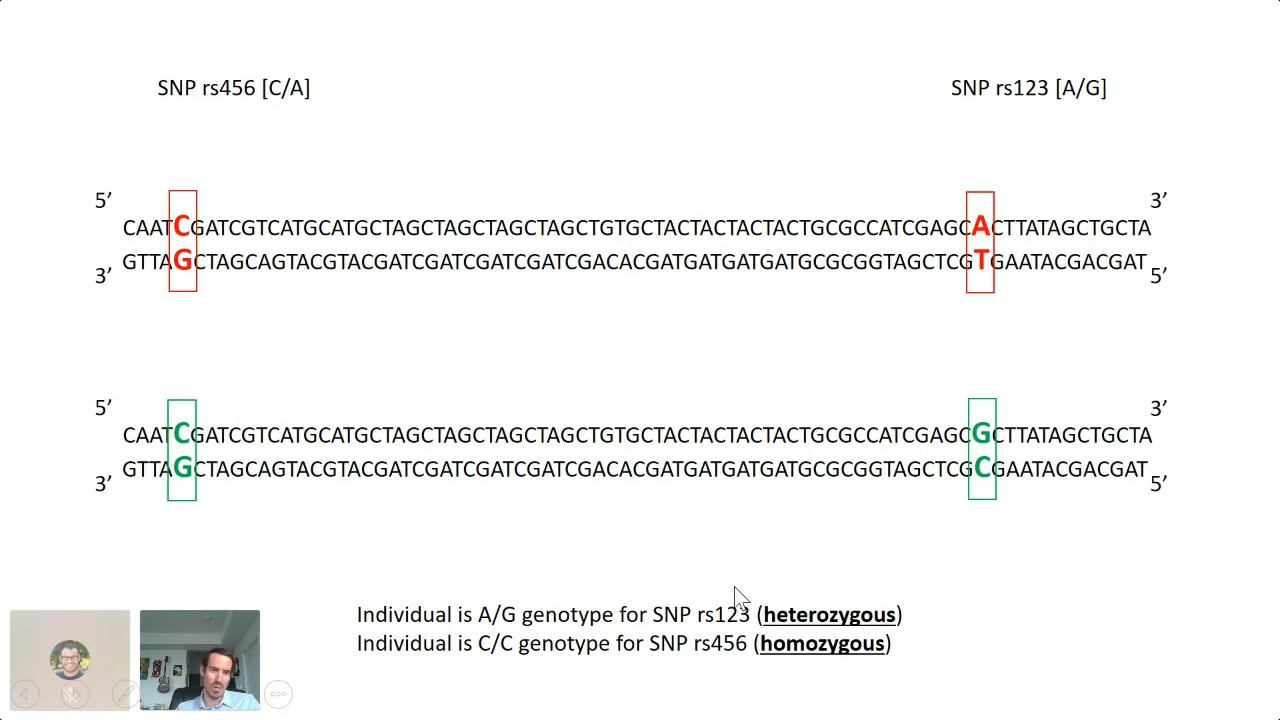 SNP rs456 [C/A]
SNP rs123 [A/G]
5’
3’
CAATCGATCGTCATGCATGCTAGCTAGCTAGCTAGCTGTGCTACTACTACTACTGCGCCATCGAGCACTTATAGCTGCTA
GTTAGCTAGCAGTACGTACGATCGATCGATCGATCGACACGATGATGATGATGCGCGGTAGCTCGTGAATACGACGAT
3’
5’
5’
3’
CAATCGATCGTCATGCATGCTAGCTAGCTAGCTAGCTGTGCTACTACTACTACTGCGCCATCGAGCGCTTATAGCTGCTA
GTTAGCTAGCAGTACGTACGATCGATCGATCGATCGACACGATGATGATGATGCGCGGTAGCTCGCGAATACGACGAT
3’
5’
Individual is A/G genotype for SNP rs123 (heterozygous)
Individual is C/C genotype for SNP rs456 (homozygous)